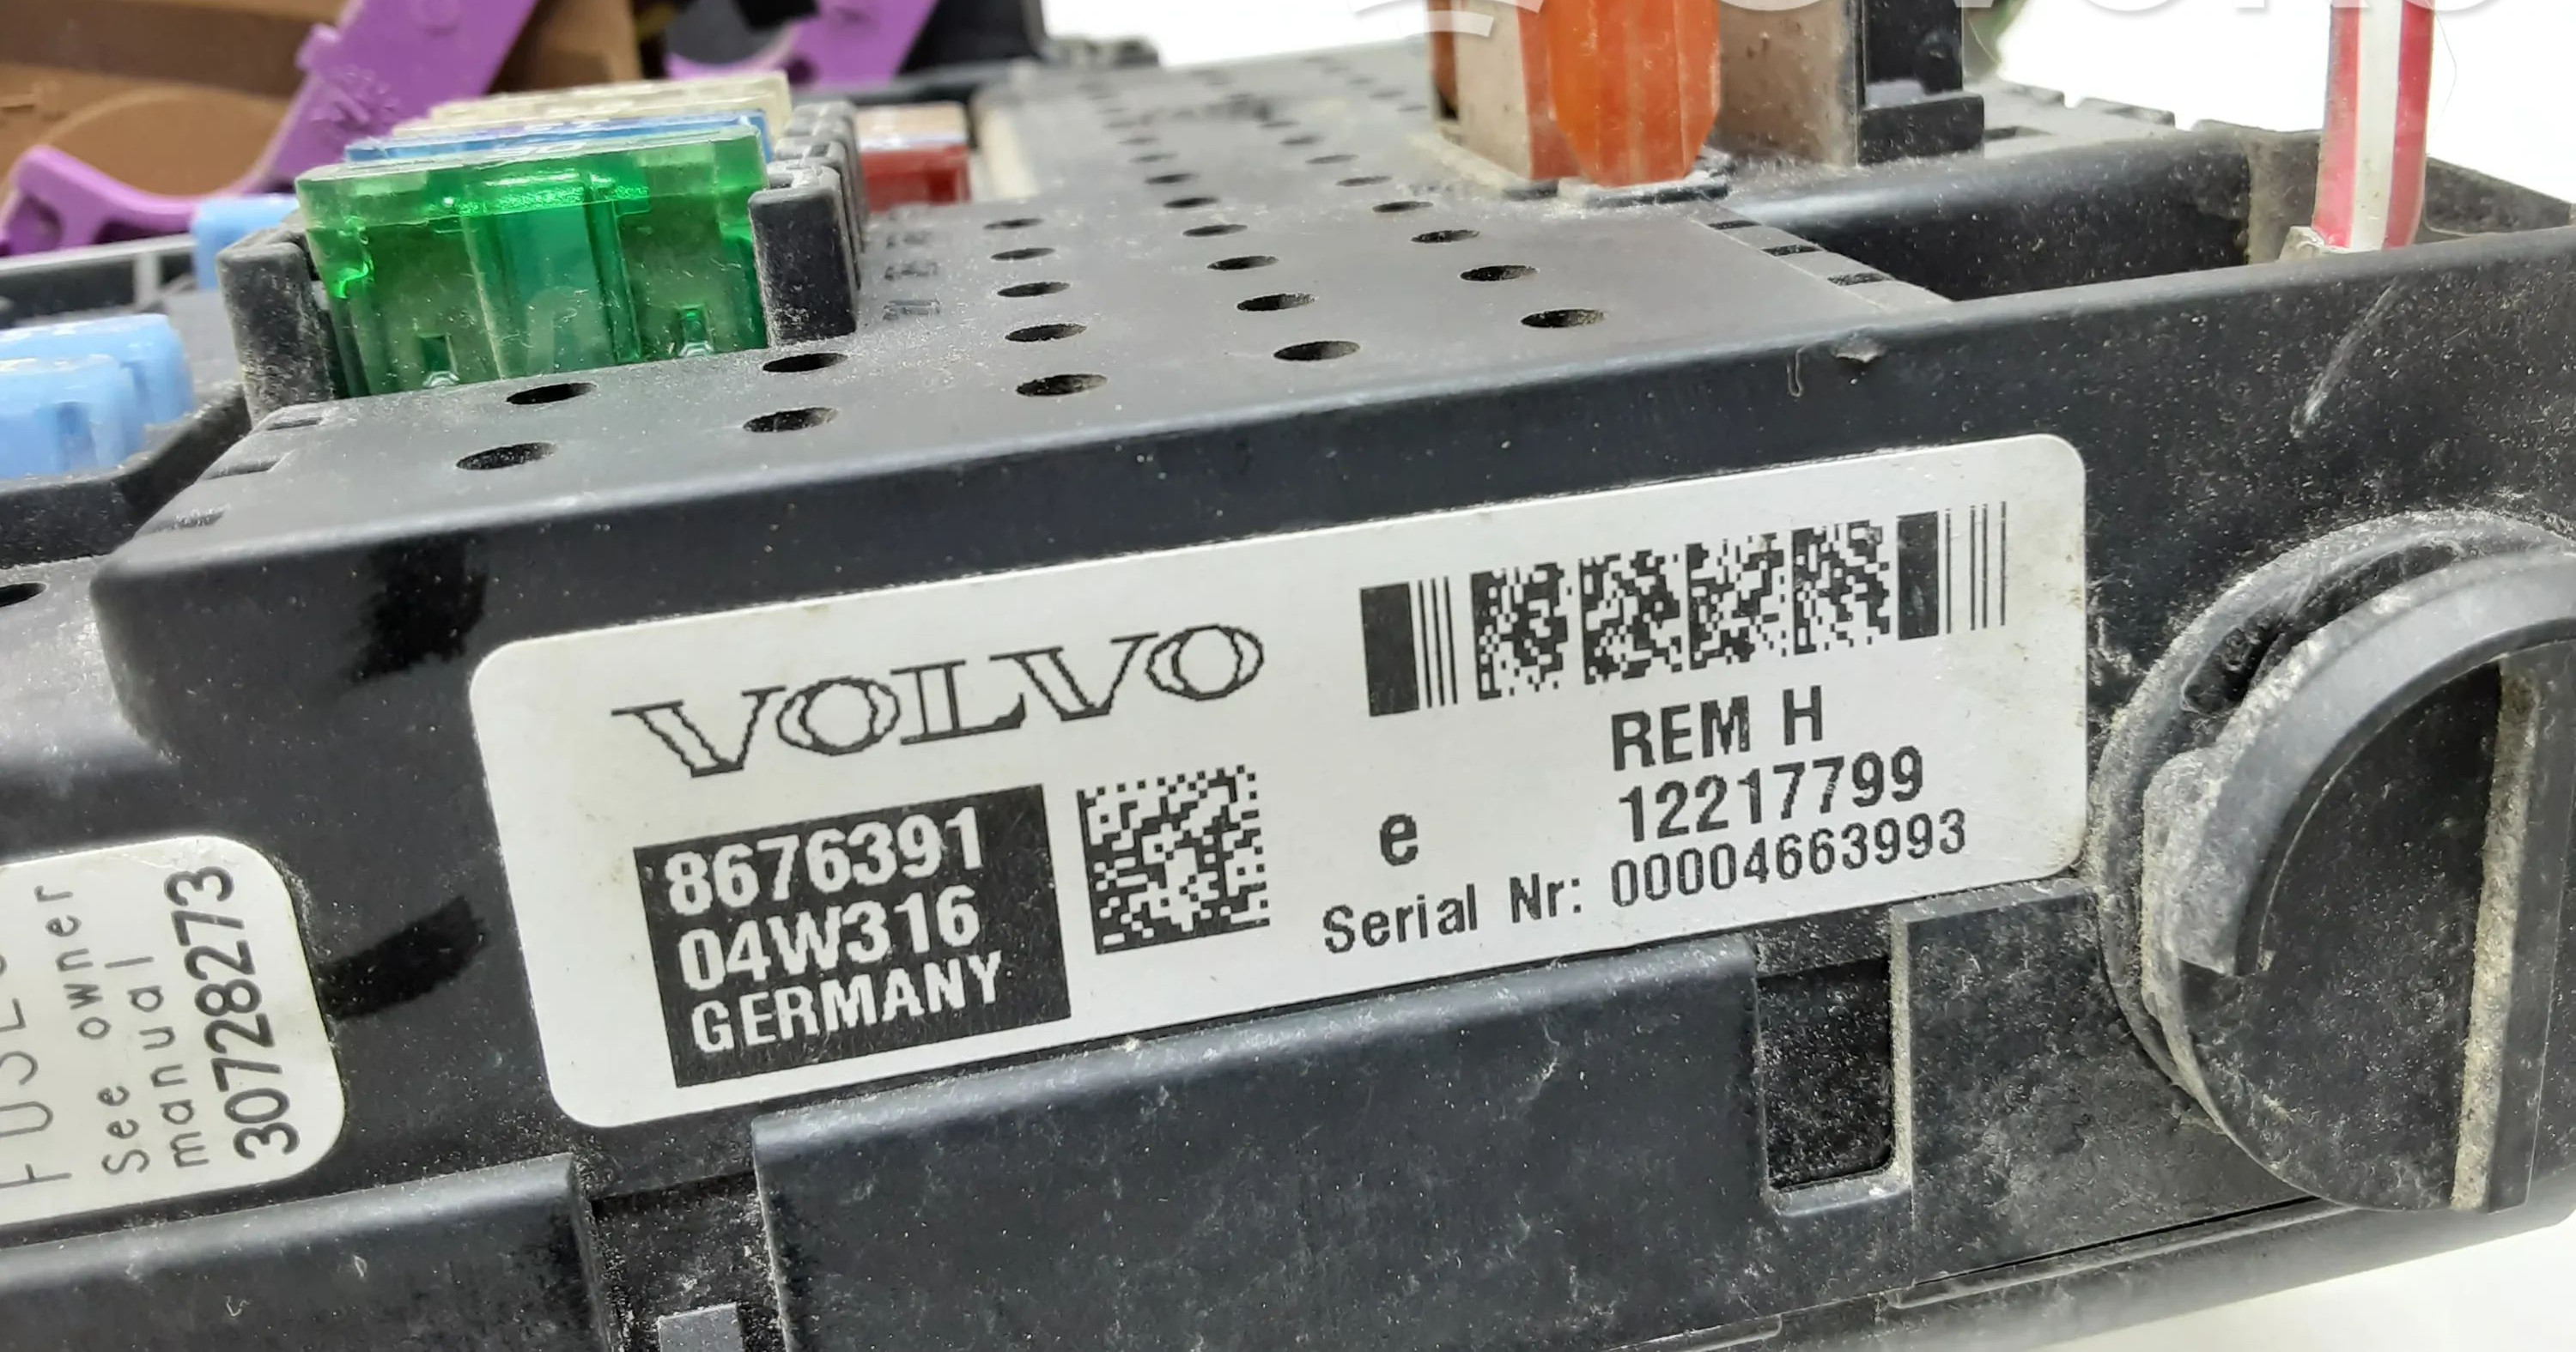 VOLVO
8676391
04W316
GERMANY
REM H
12217799
e
Serial Nr: 00004663993
See owner
manual
30728273